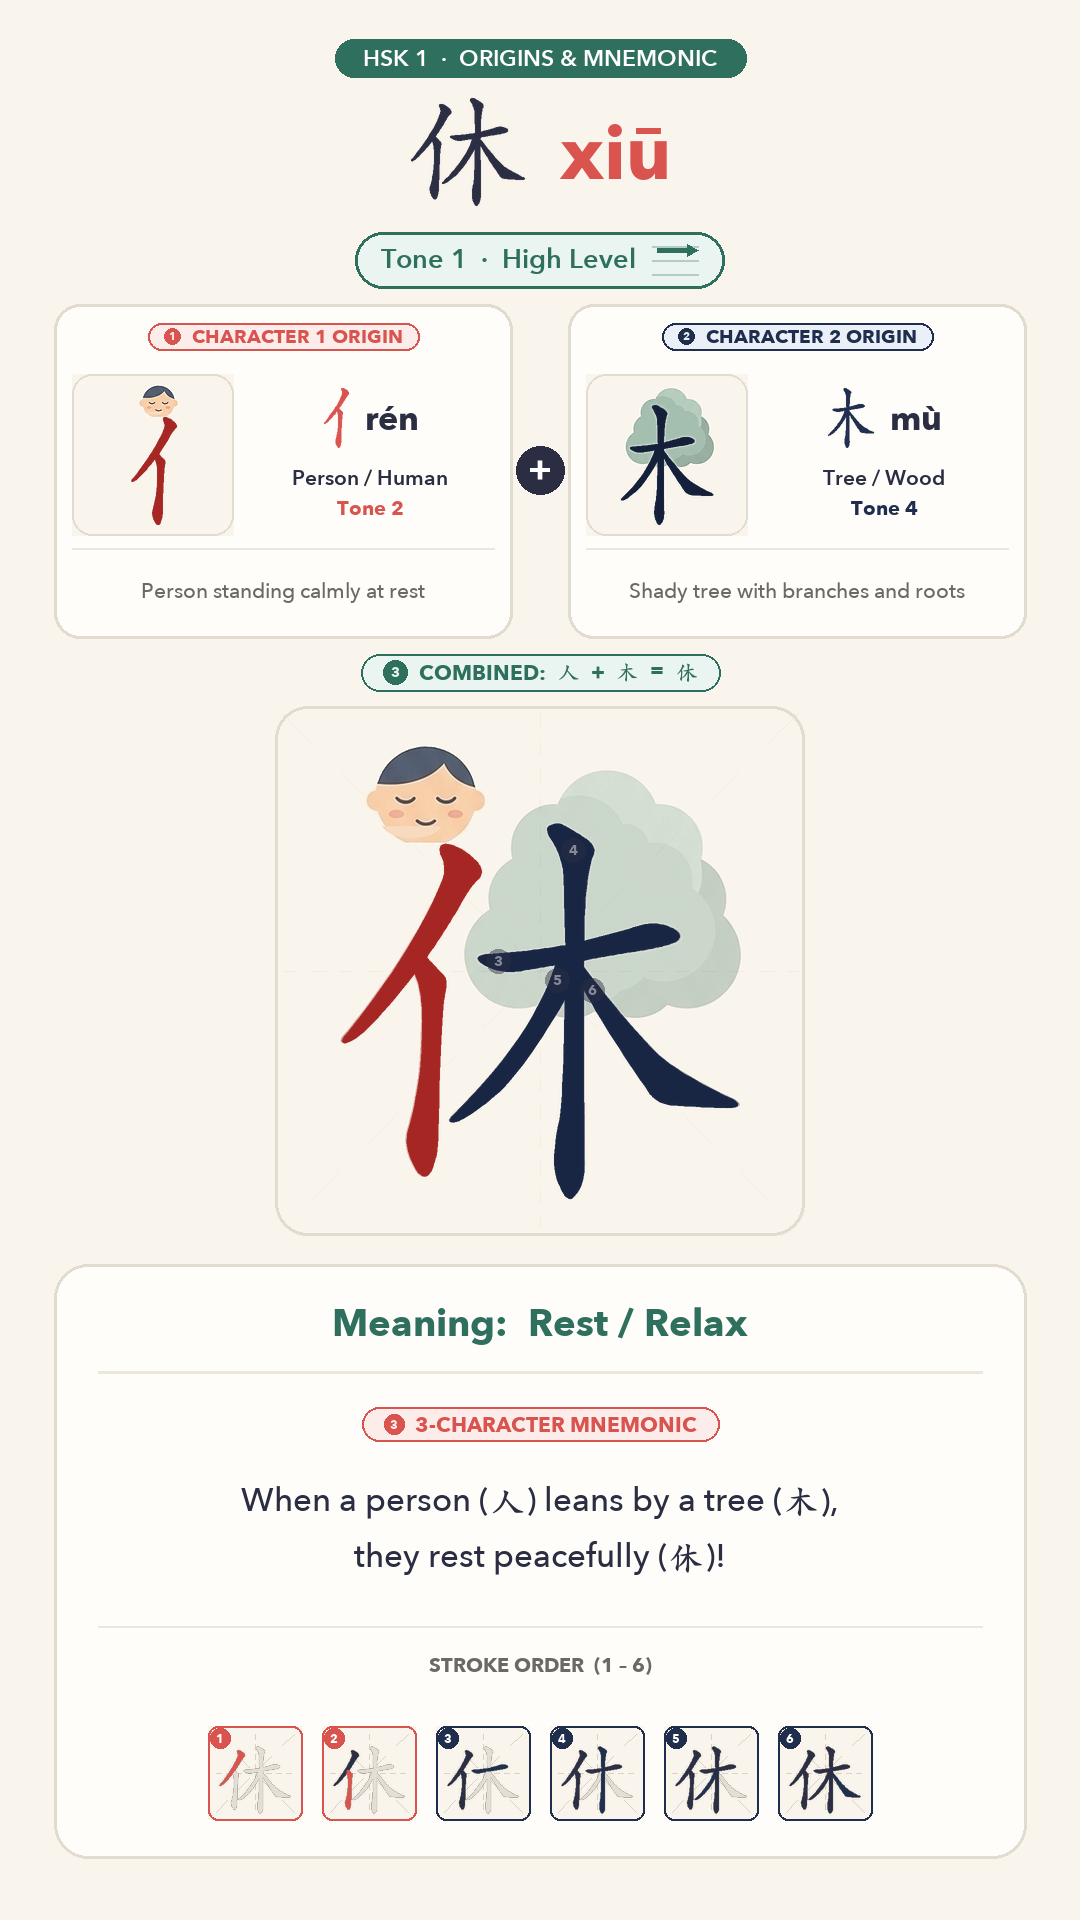 HSK 1 · ORIGINS & MNEMONIC
休 xiū
Tone 1 · High Level
1 CHARACTER 1 ORIGIN
亻 rén
Person / Human
Tone 2
Person standing calmly at rest
+
2 CHARACTER 2 ORIGIN
木 mù
Tree / Wood
Tone 4
Shady tree with branches and roots
3 COMBINED: 人 + 木 = 休
休
4
3
5
6
Meaning: Rest / Relax
3 3-CHARACTER MNEMONIC
When a person (人) leans by a tree (木),
they rest peacefully (休)!
STROKE ORDER (1 – 6)
1 2 3 4 5 6